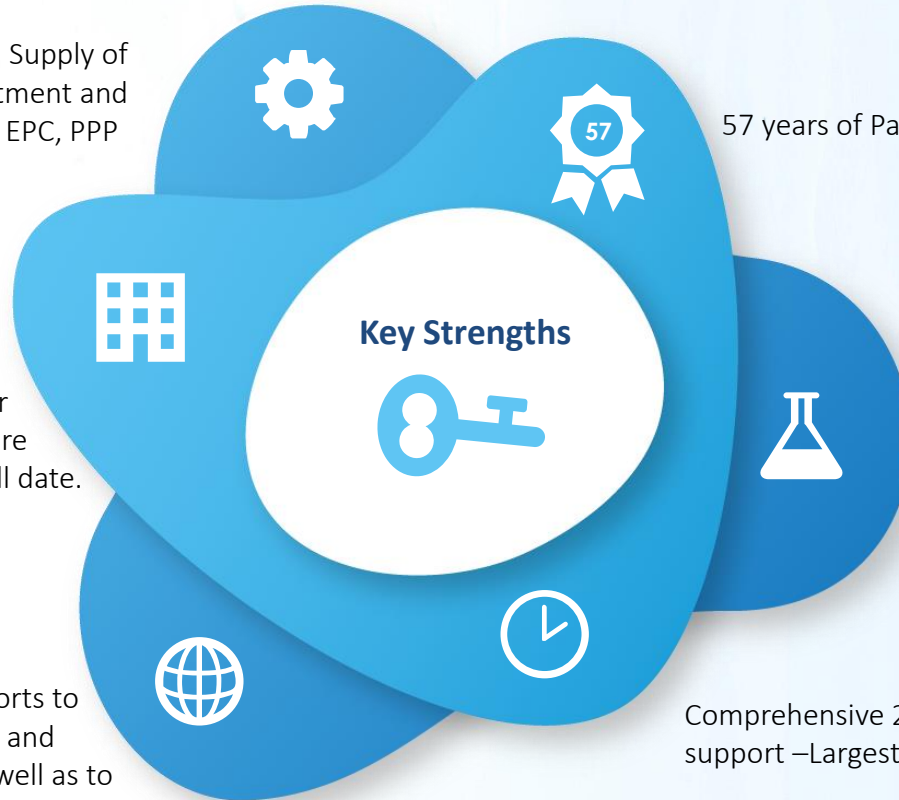 Supply of
tment and
EPC, PPP
57
57 years of Pa
Key Strengths
r
re
ll date.
orts to
and
well as to
Comprehensive 2
support –Largest